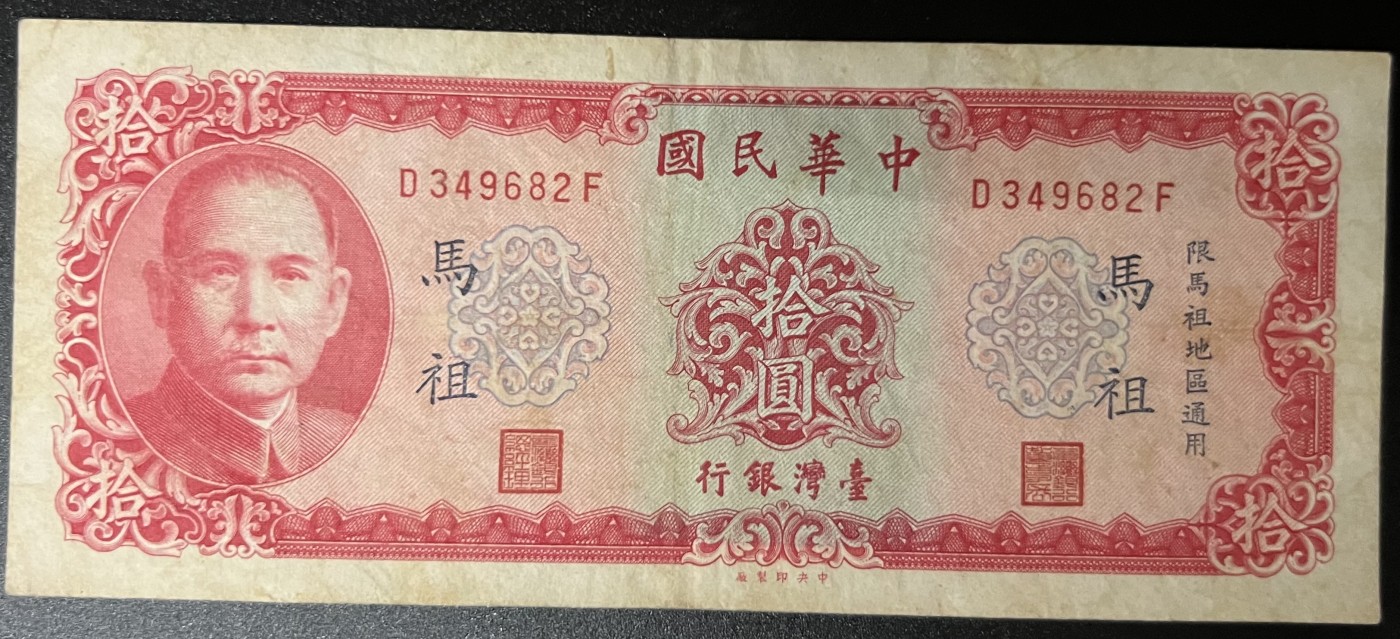 拾
拾
中華民國
D349682F
D349682F
馬祖
馬祖
限馬祖地區通用
拾圓
臺灣銀行
拾
拾
中央印製廠